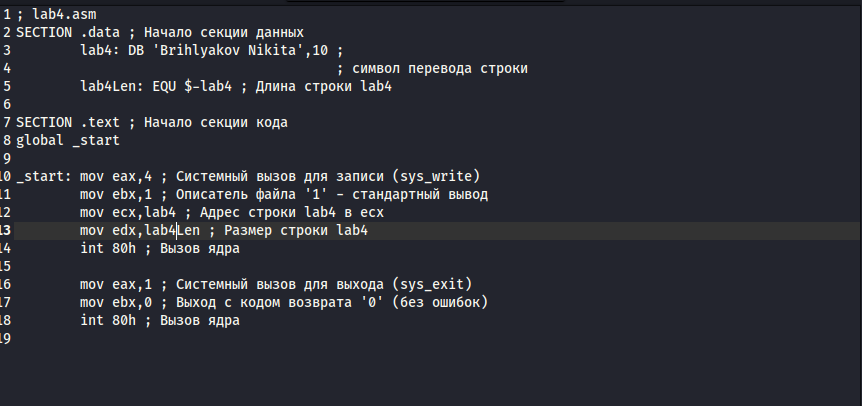 1 ; lab4.asm
2 SECTION .data ; Начало секции данных
3         lab4: DB 'Brihlyakov Nikita',10 ;
4                                         ; символ перевода строки
5         lab4Len: EQU $-lab4 ; Длина строки lab4
6
7 SECTION .text ; Начало секции кода
8 global _start
9
10 _start: mov eax,4 ; Системный вызов для записи (sys_write)
11         mov ebx,1 ; Описатель файла '1' - стандартный вывод
12         mov ecx,lab4 ; Адрес строки lab4 в ecx
13         mov edx,lab4Len ; Размер строки lab4
14         int 80h ; Вызов ядра
15
16         mov eax,1 ; Системный вызов для выхода (sys_exit)
17         mov ebx,0 ; Выход с кодом возврата '0' (без ошибок)
18         int 80h ; Вызов ядра
19